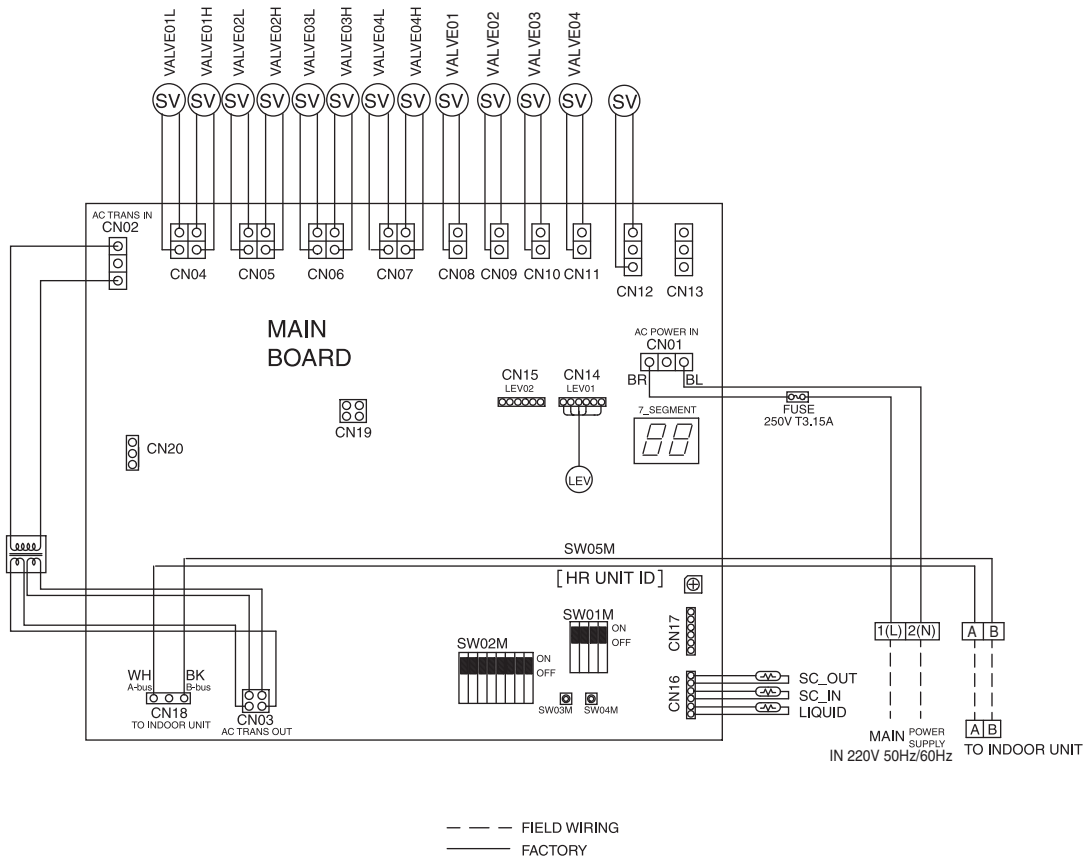 VALVE01L
VALVE01H
VALVE02L
VALVE02H
VALVE03L
VALVE03H
VALVE04L
VALVE04H
VALVE01
VALVE02
VALVE03
VALVE04
SV SV SV SV SV SV SV SV SV SV SV SV SV
AC TRANS IN
CN02
CN04 CN05 CN06 CN07 CN08 CN09 CN10 CN11 CN12 CN13
MAIN
BOARD
AC POWER IN
CN01
BR BL
FUSE
250V T3.15A
CN15
LEV02
CN14
LEV01
7_SEGMENT
CN19
CN20
LEV
SW05M
[HR UNIT ID]
SW01M
ON
OFF
SW02M
ON
OFF
SW03M SW04M
CN17
CN16
SC_OUT
SC_IN
LIQUID
WH
A-bus
BK
B-bus
CN18
TO INDOOR UNIT
CN03
AC TRANS OUT
1(L) 2(N)
A B
MAIN POWER SUPPLY
IN 220V 50Hz/60Hz
A B
TO INDOOR UNIT
FIELD WIRING
FACTORY